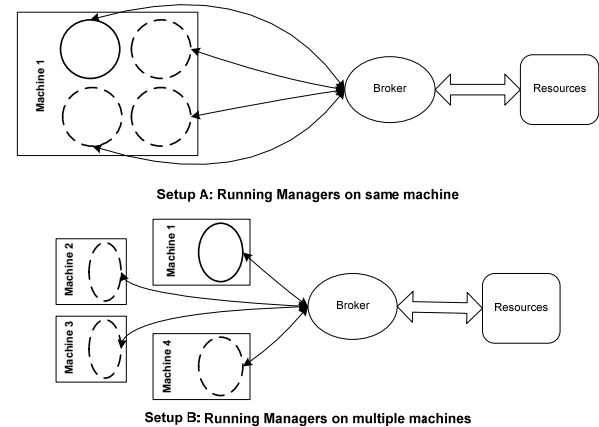 Machine 1
Broker
Resources
Setup A: Running Managers on same machine
Machine 2
Machine 1
Machine 3
Machine 4
Broker
Resources
Setup B: Running Managers on multiple machines